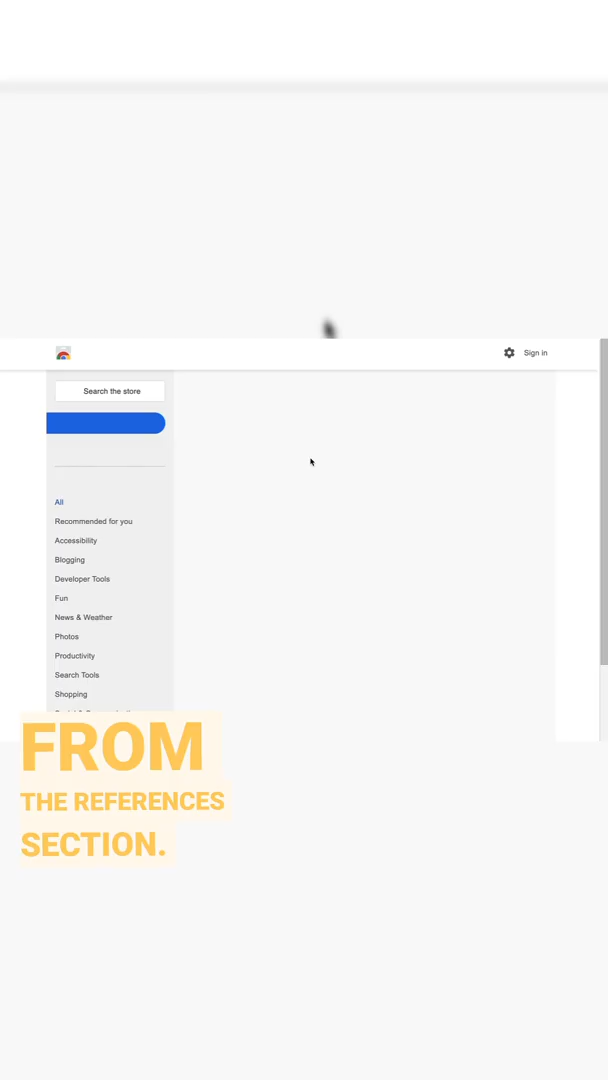 Sign in
Search the store
All
Recommended for you
Accessibility
Blogging
Developer Tools
Fun
News & Weather
Photos
Productivity
Search Tools
Shopping
FROM
THE REFERENCES
SECTION.